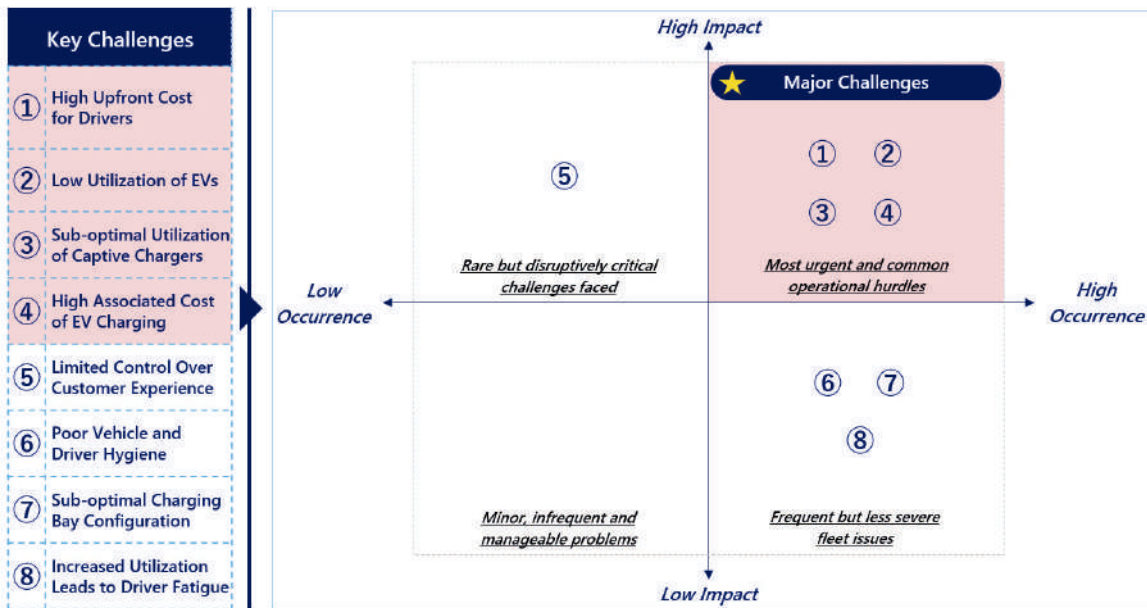 Key Challenges
① High Upfront Cost
for Drivers
② Low Utilization of EVs
③ Sub-optimal Utilization
of Captive Chargers
④ High Associated Cost
of EV Charging
⑤ Limited Control Over
Customer Experience
⑥ Poor Vehicle and
Driver Hygiene
⑦ Sub-optimal Charging
Bay Configuration
⑧ Increased Utilization
Leads to Driver Fatigue
High Impact
Major Challenges
① ②
⑤
③ ④
Rare but disruptively critical
challenges faced
Most urgent and common
operational hurdles
Low
Occurrence
High
Occurrence
⑥ ⑦
⑧
Minor, infrequent and
manageable problems
Frequent but less severe
fleet issues
Low Impact